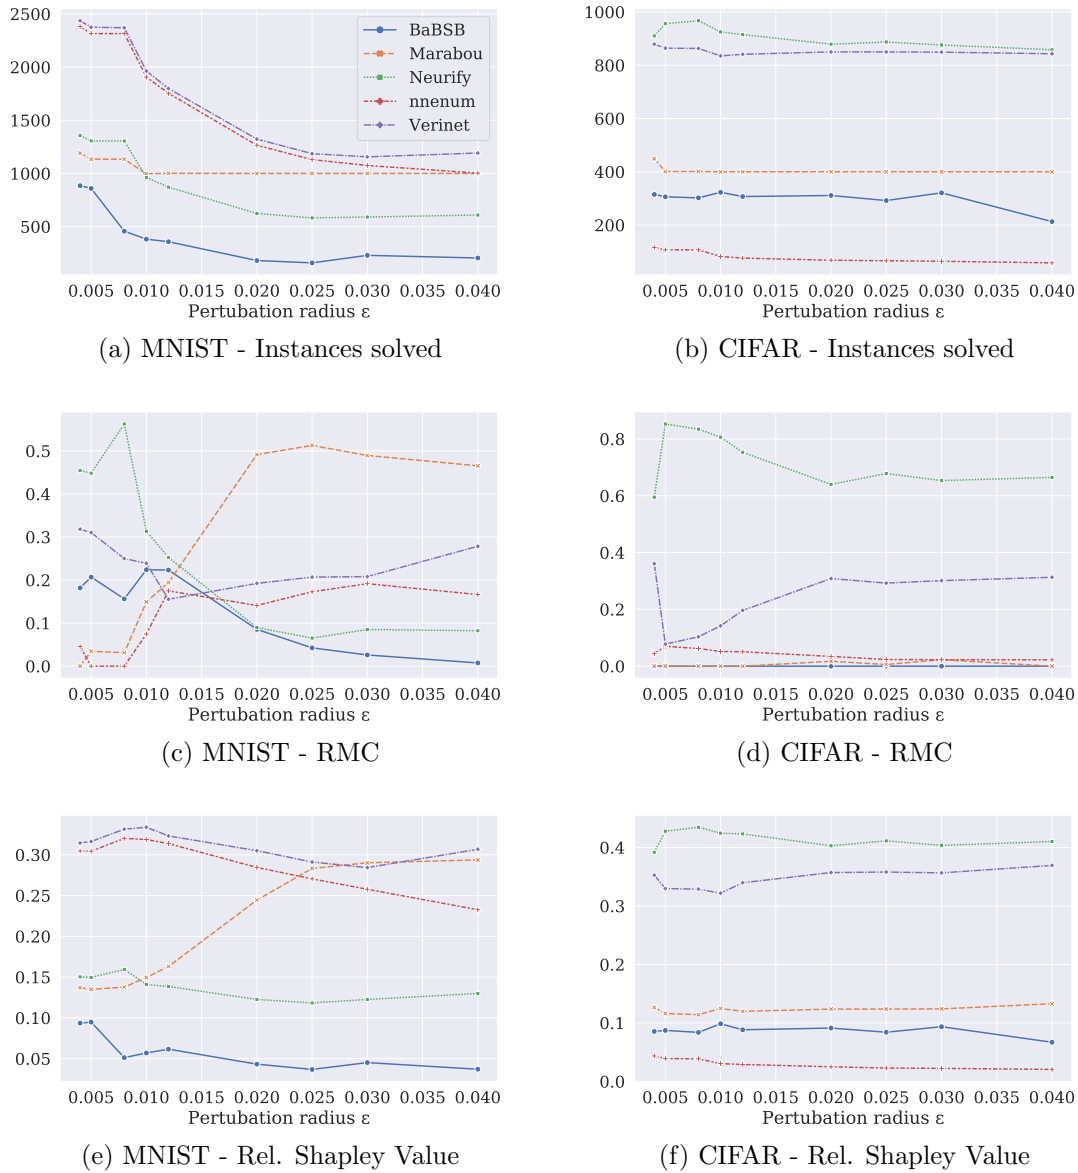 2500
2000
1500
1000
500
BaBSB
Marabou
Neurify
nnenum
Verinet
0.005 0.010 0.015 0.020 0.025 0.030 0.035 0.040
Pertubation radius ε
(a) MNIST - Instances solved
1000
800
600
400
200
0.005 0.010 0.015 0.020 0.025 0.030 0.035 0.040
Pertubation radius ε
(b) CIFAR - Instances solved
0.5
0.4
0.3
0.2
0.1
0.0
0.005 0.010 0.015 0.020 0.025 0.030 0.035 0.040
Pertubation radius ε
(c) MNIST - RMC
0.8
0.6
0.4
0.2
0.0
0.005 0.010 0.015 0.020 0.025 0.030 0.035 0.040
Pertubation radius ε
(d) CIFAR - RMC
0.30
0.25
0.20
0.15
0.10
0.05
0.005 0.010 0.015 0.020 0.025 0.030 0.035 0.040
Pertubation radius ε
(e) MNIST - Rel. Shapley Value
0.4
0.3
0.2
0.1
0.0
0.005 0.010 0.015 0.020 0.025 0.030 0.035 0.040
Pertubation radius ε
(f) CIFAR - Rel. Shapley Value